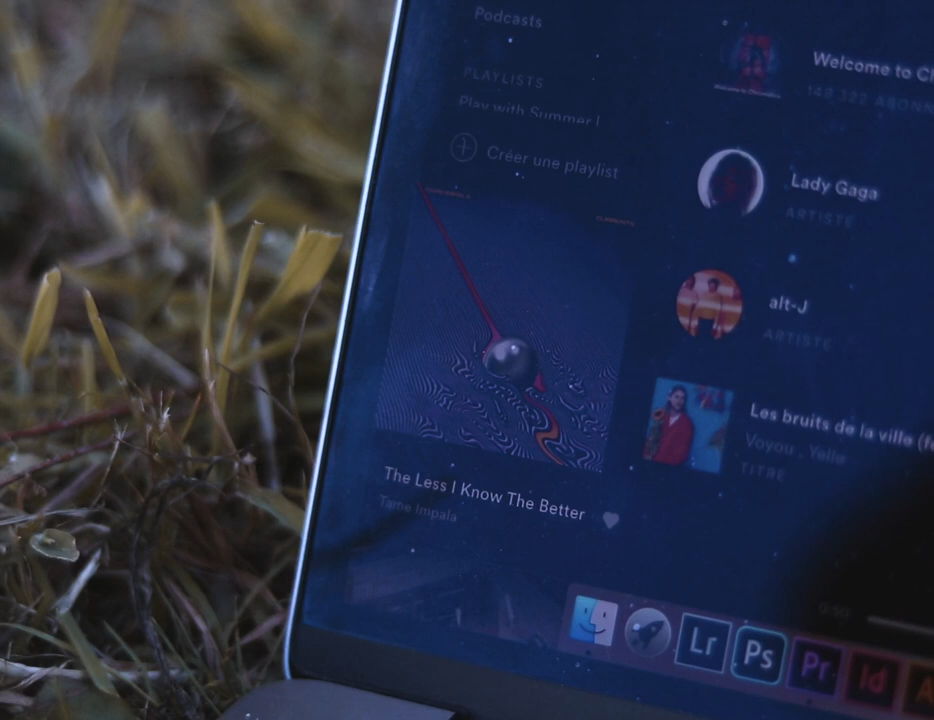 Podcasts
PLAYLISTS
Play with Summer
Créer une playlist
The Less I Know The Better
Tame Impala
Welcome to
ABONN
Lady Gaga
ARTISTE
alt-J
ARTISTE
Les bruits de la ville
Voyou, Yelle
TITRE
Lr
Ps
Pr
Id